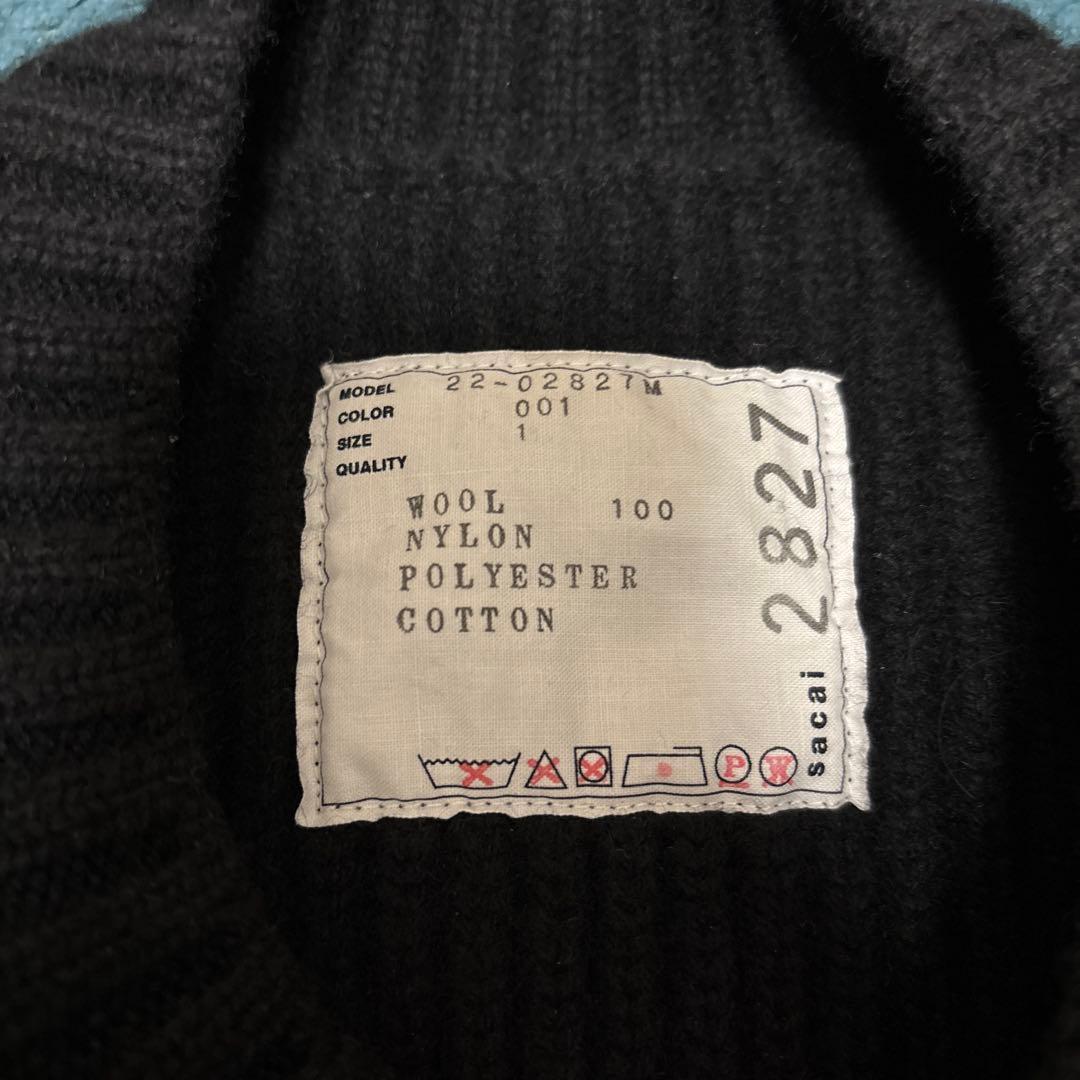 MODEL 22-02827M
COLOR 001
SIZE 1
QUALITY
WOOL 100
NYLON
POLYESTER
COTTON
2827
sacai
P W